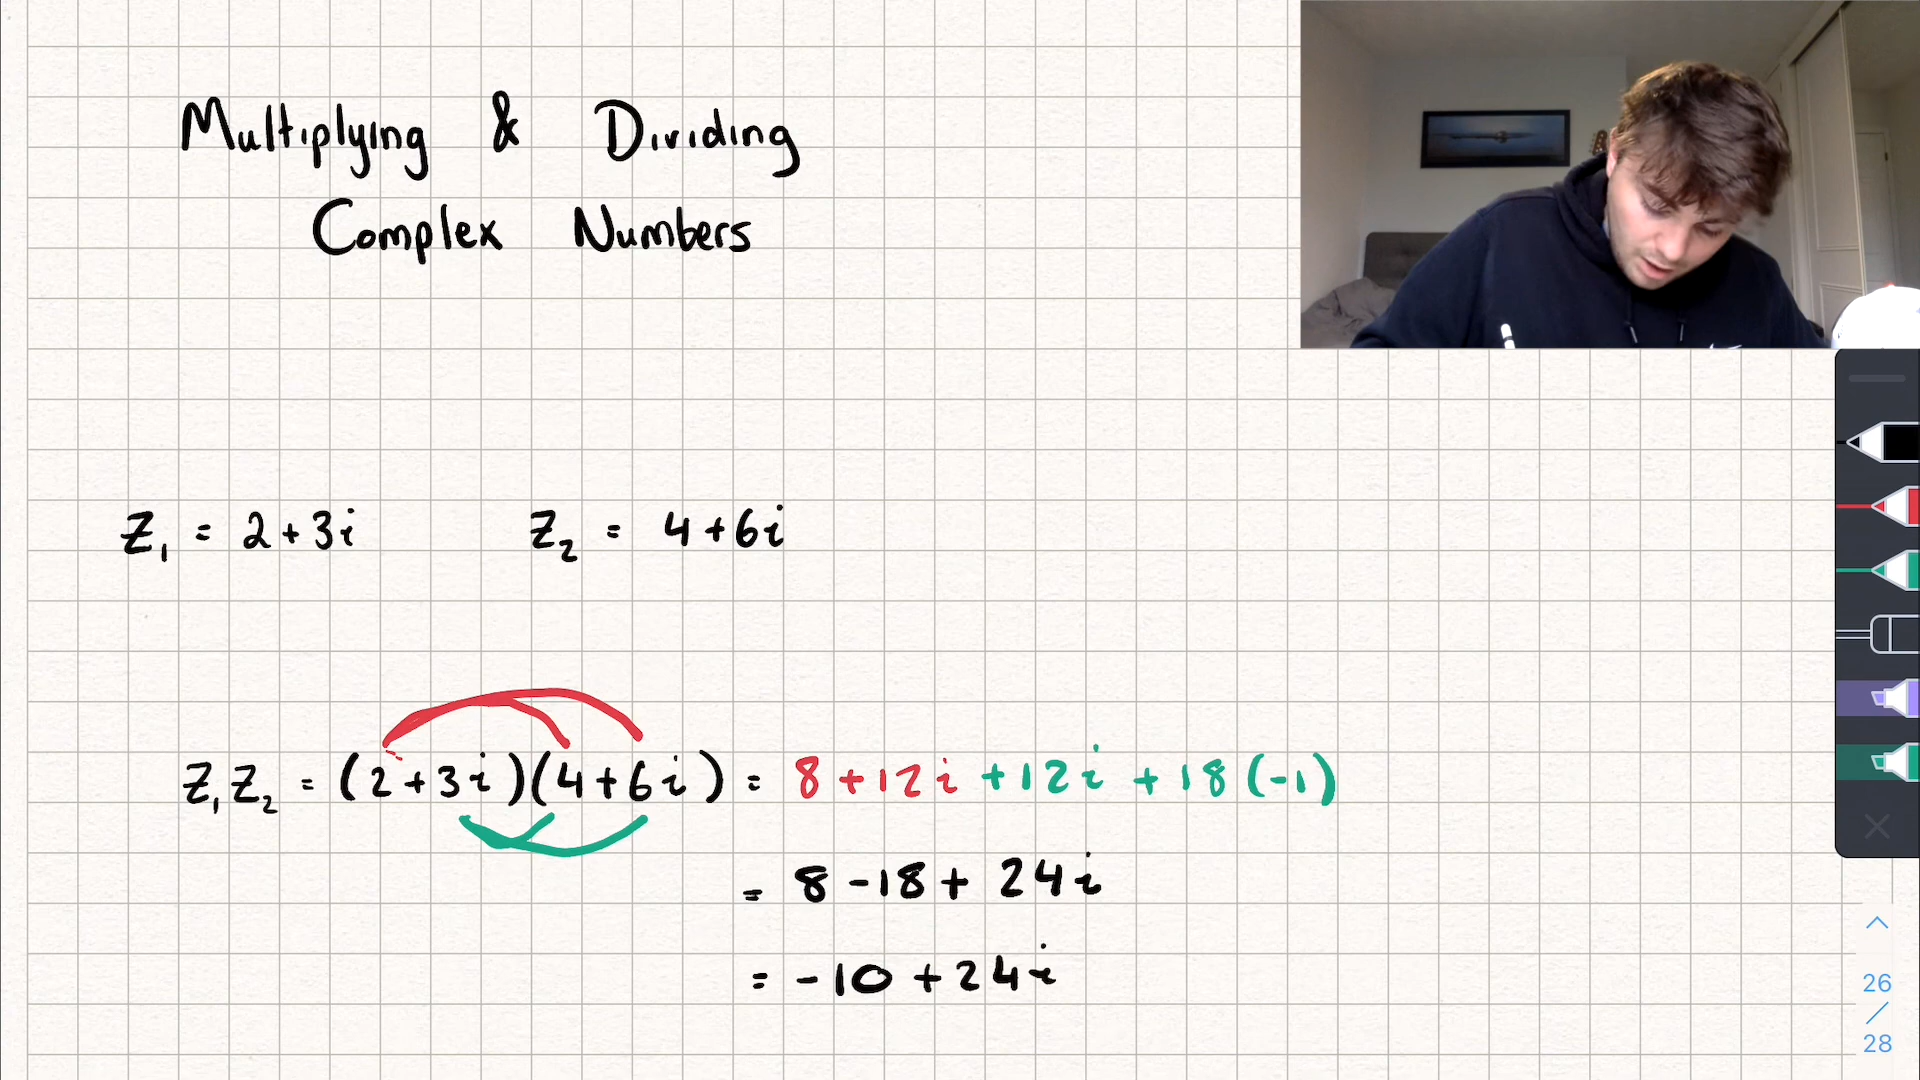 Multiplying & Dividing
Complex Numbers
Z₁ = 2+3i Z₂ = 4+6i
Z₁Z₂ = (2+3i)(4+6i) = 8+12i +12i +18(-1)
= 8-18+24i
= -10+24i
26
/
28